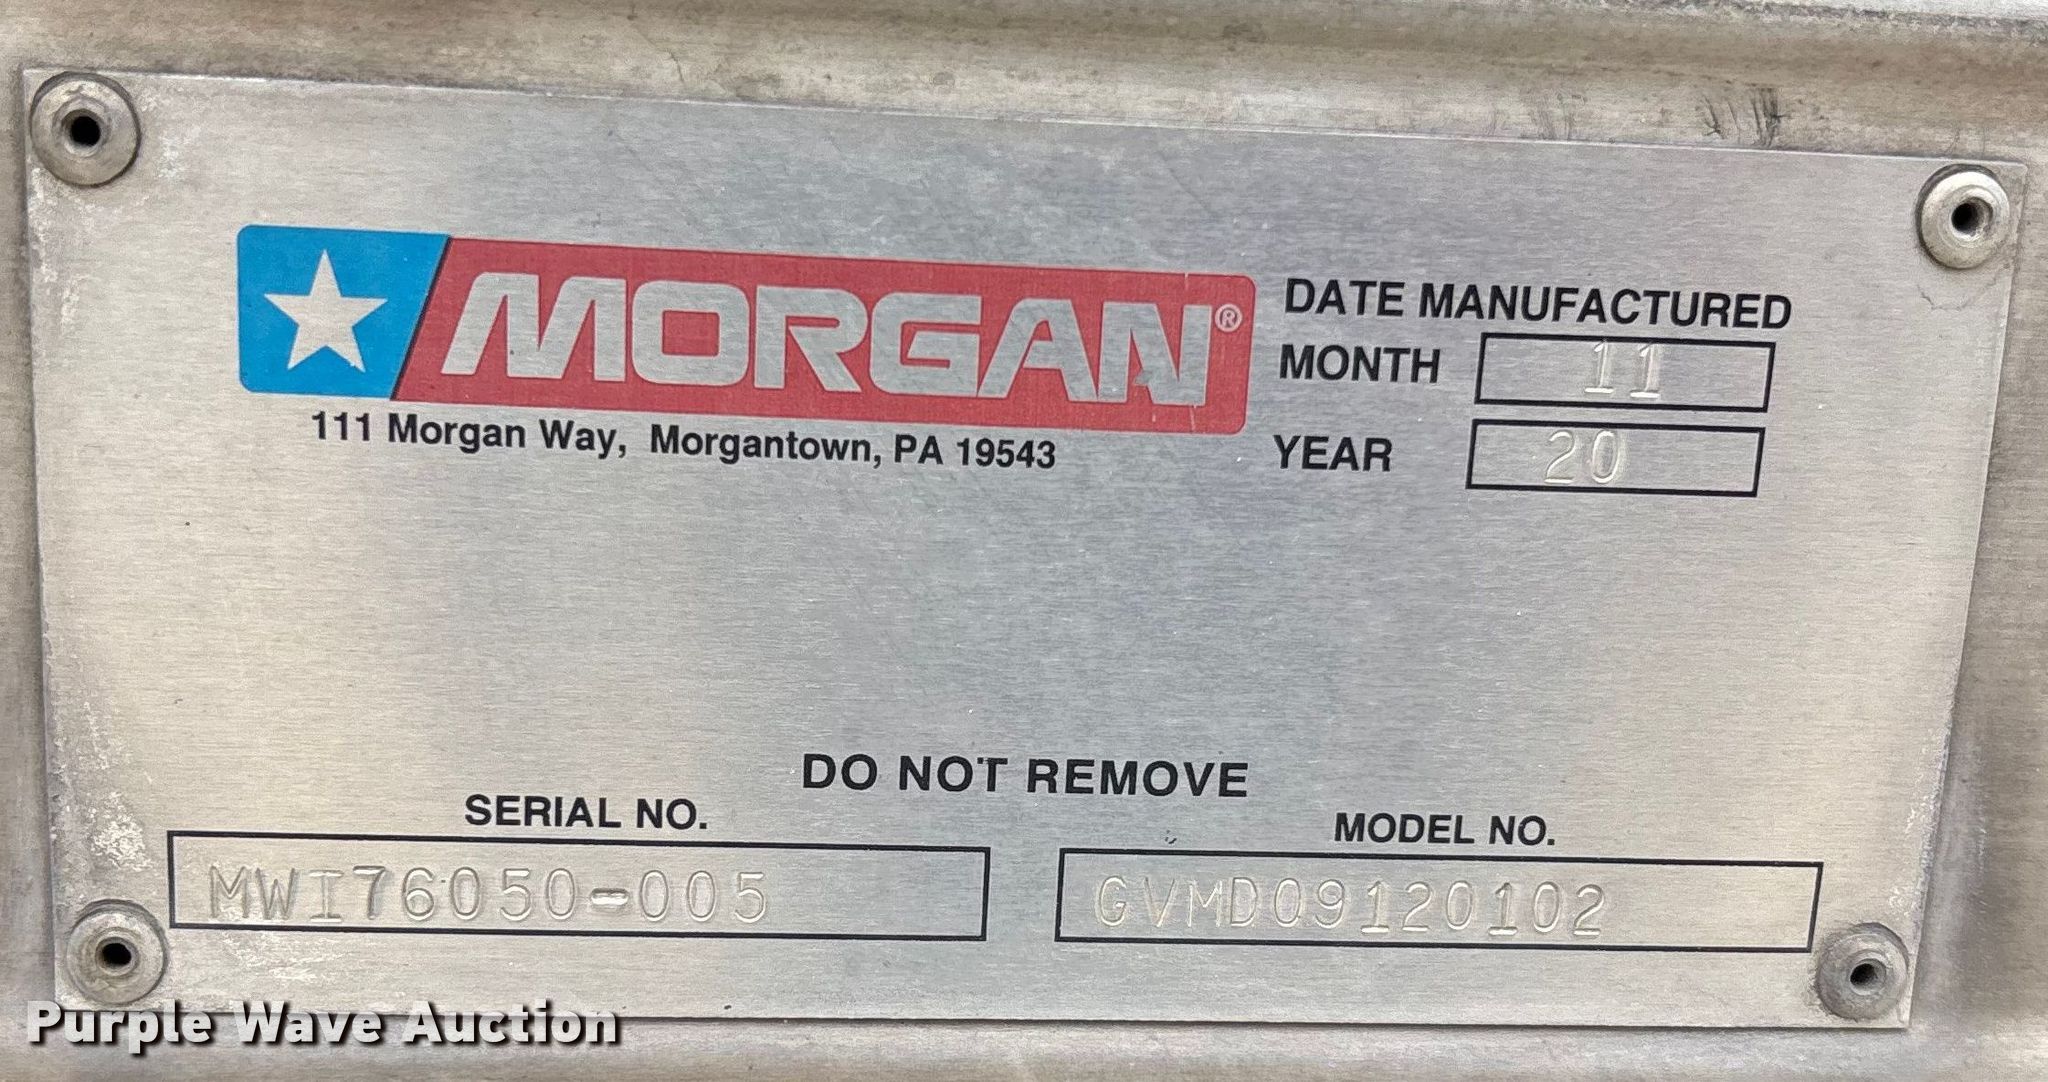 MORGAN®
111 Morgan Way, Morgantown, PA 19543
DATE MANUFACTURED
MONTH 11
YEAR 20
DO NOT REMOVE
SERIAL NO.
MWI76050-005
MODEL NO.
GVMD09120102
Purple Wave Auction